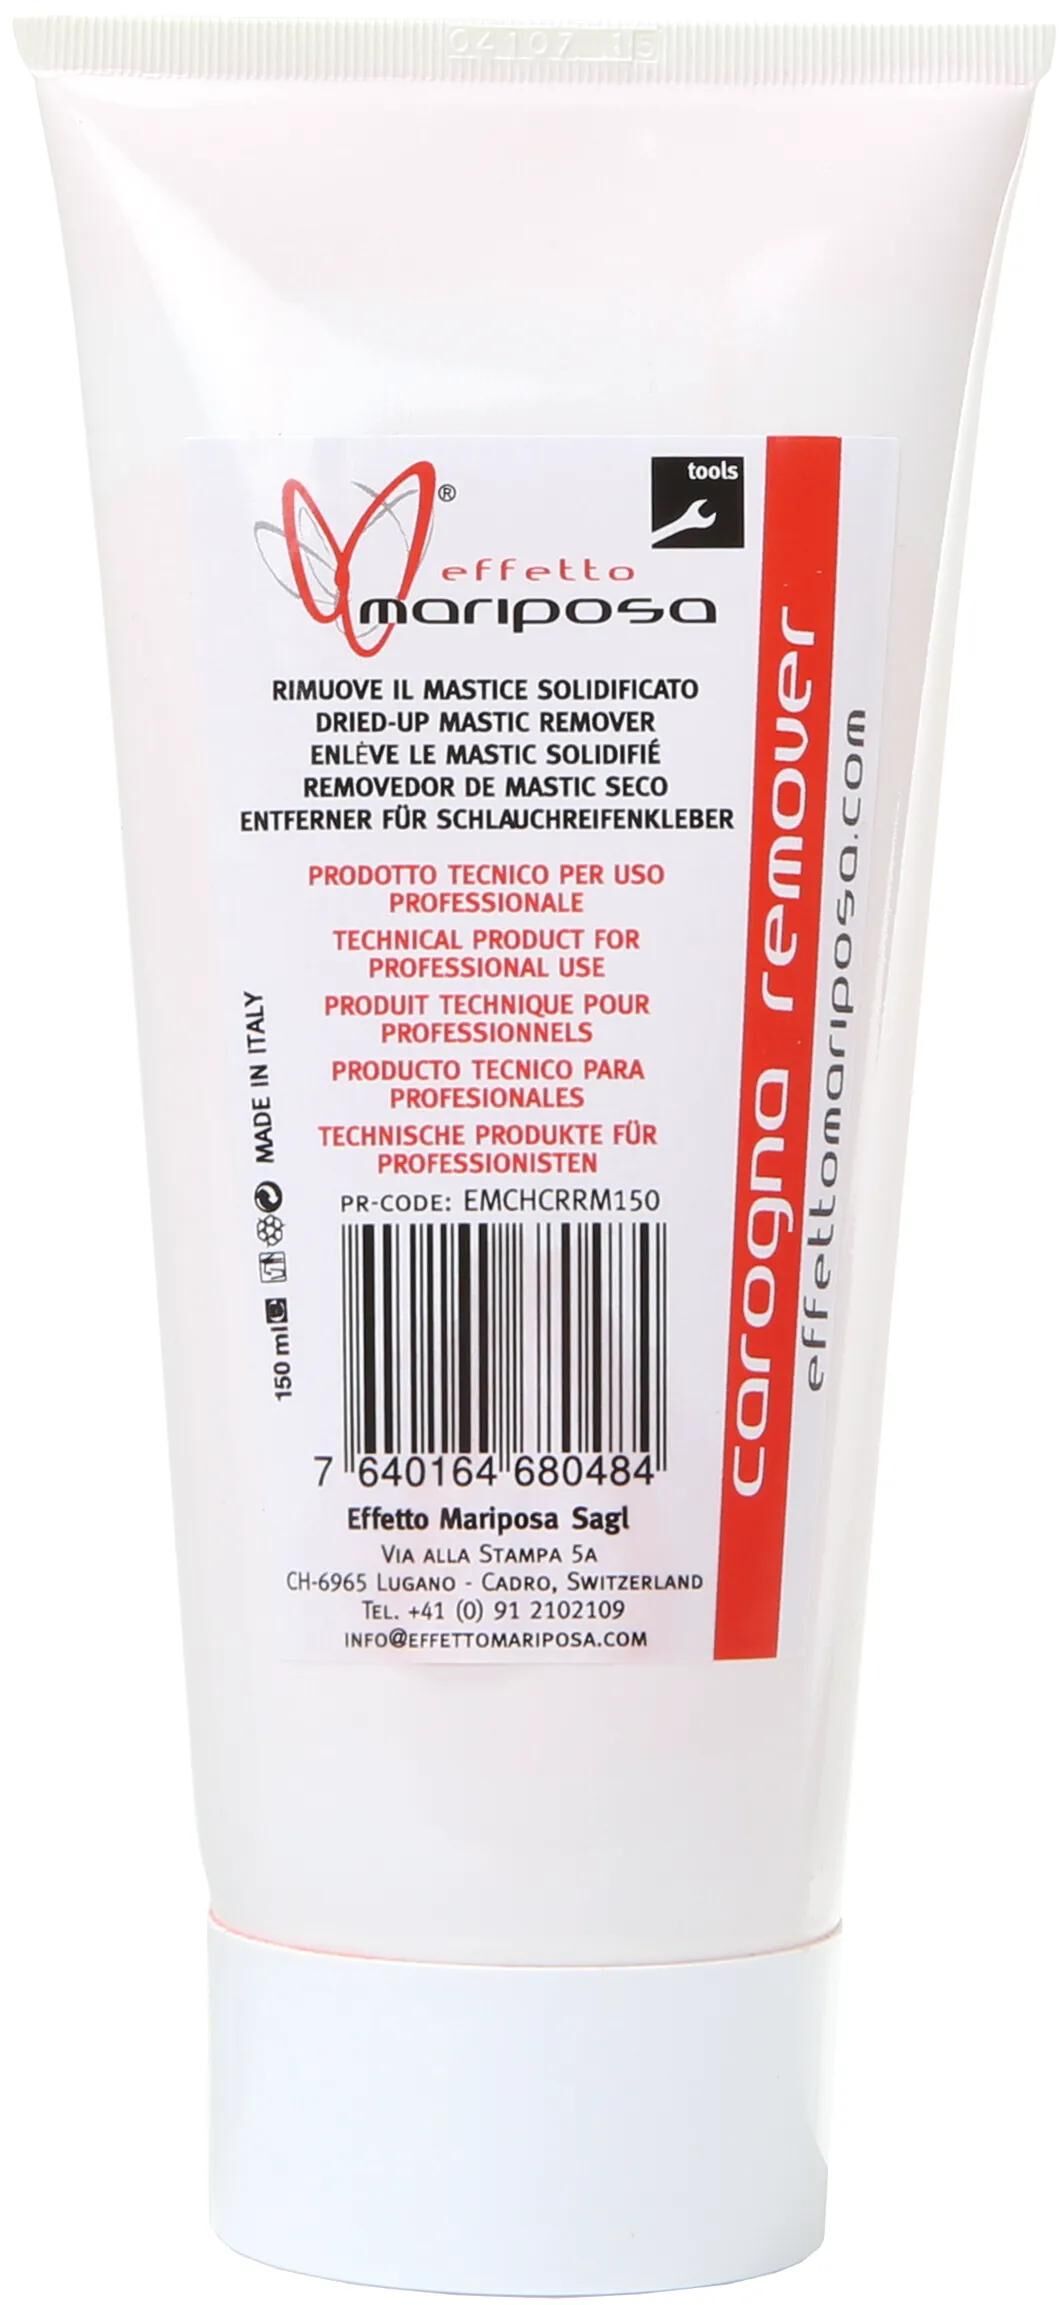 04107 15
tools
®
effetto
mariposa
RIMUOVE IL MASTICE SOLIDIFICATO
DRIED-UP MASTIC REMOVER
ENLÈVE LE MASTIC SOLIDIFIÉ
REMOVEDOR DE MASTIC SECO
ENTFERNER FÜR SCHLAUCHREIFENKLEBER
PRODOTTO TECNICO PER USO
PROFESSIONALE
TECHNICAL PRODUCT FOR
PROFESSIONAL USE
PRODUIT TECHNIQUE POUR
PROFESSIONNELS
PRODUCTO TECNICO PARA
PROFESIONALES
TECHNISCHE PRODUKTE FÜR
PROFESSIONISTEN
PR-CODE: EMCHCRRM150
7 640164 680484
Effetto Mariposa Sagl
VIA ALLA STAMPA 5A
CH-6965 LUGANO - CADRO, SWITZERLAND
TEL. +41 (0) 91 2102109
INFO@EFFETTOMARIPOSA.COM
150 ml MADE IN ITALY
carogna remover
effettomariposa.com